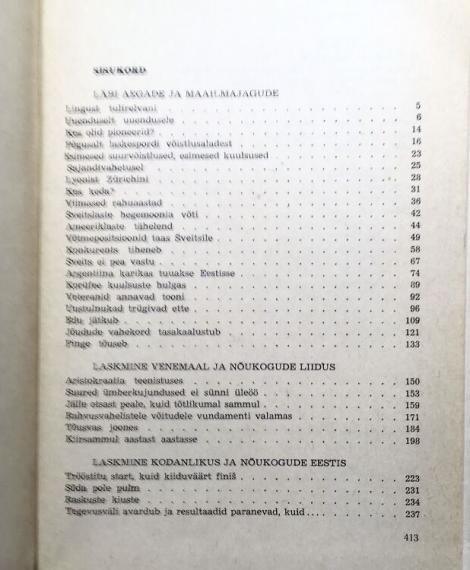 SISUKORD
LÄBI AEGADE JA MAAILMAJAGUDE
Lingust tulirelvani . . . 5
Uuenduselt uuendusele . . . 6
Kes olid pioneerid? . . . 14
Põgusalt laskespordi võistlusaladest . . . 16
Esimesed suurvõistlused, esimesed kuulsused . . . 23
Sajandivahetusel . . . 25
Lyonist Zürichini . . . 28
Kes keda? . . . 31
Viimased rahuaastad . . . 36
Šveitslaste hegemoonia võti . . . 42
Ameeriklaste tähelend . . . 44
Võtmepositsioonid taas Šveitsile . . . 49
Konkurents tiheneb . . . 58
Šveits ei pea vastu . . . 67
Argentiina karikas tuuakse Eestisse . . . 74
Korüfee kuulsuste hulgas . . . 89
Veteranid annavad tooni . . . 92
Uustulnukad trügivad ette . . . 96
Edu jätkub . . . 109
Jõudude vahekord tasakaalustub . . . 121
Pinge tõuseb . . . 133
LASKMINE VENEMAAL JA NÕUKOGUDE LIIDUS
Aristokraatia teenistuses . . . 150
Suured ümberkujundused ei sünni üleöö . . . 153
Jälle otsast peale, kuid tõtlikumal sammul . . . 159
Rahvusvahelistele võitudele vundamenti valamas . . . 171
Tõusvas joones . . . 184
Kiirsammul aastast aastasse . . . 198
LASKMINE KODANLIKUS JA NÕUKOGUDE EESTIS
Trööstitu start, kuid kiiduväärt finiš . . . 223
Sõda pole pulm . . . 231
Raskuste kiuste . . . 234
Tegevusväli avardub ja resultaadid paranevad, kuid .... . . . 237
413